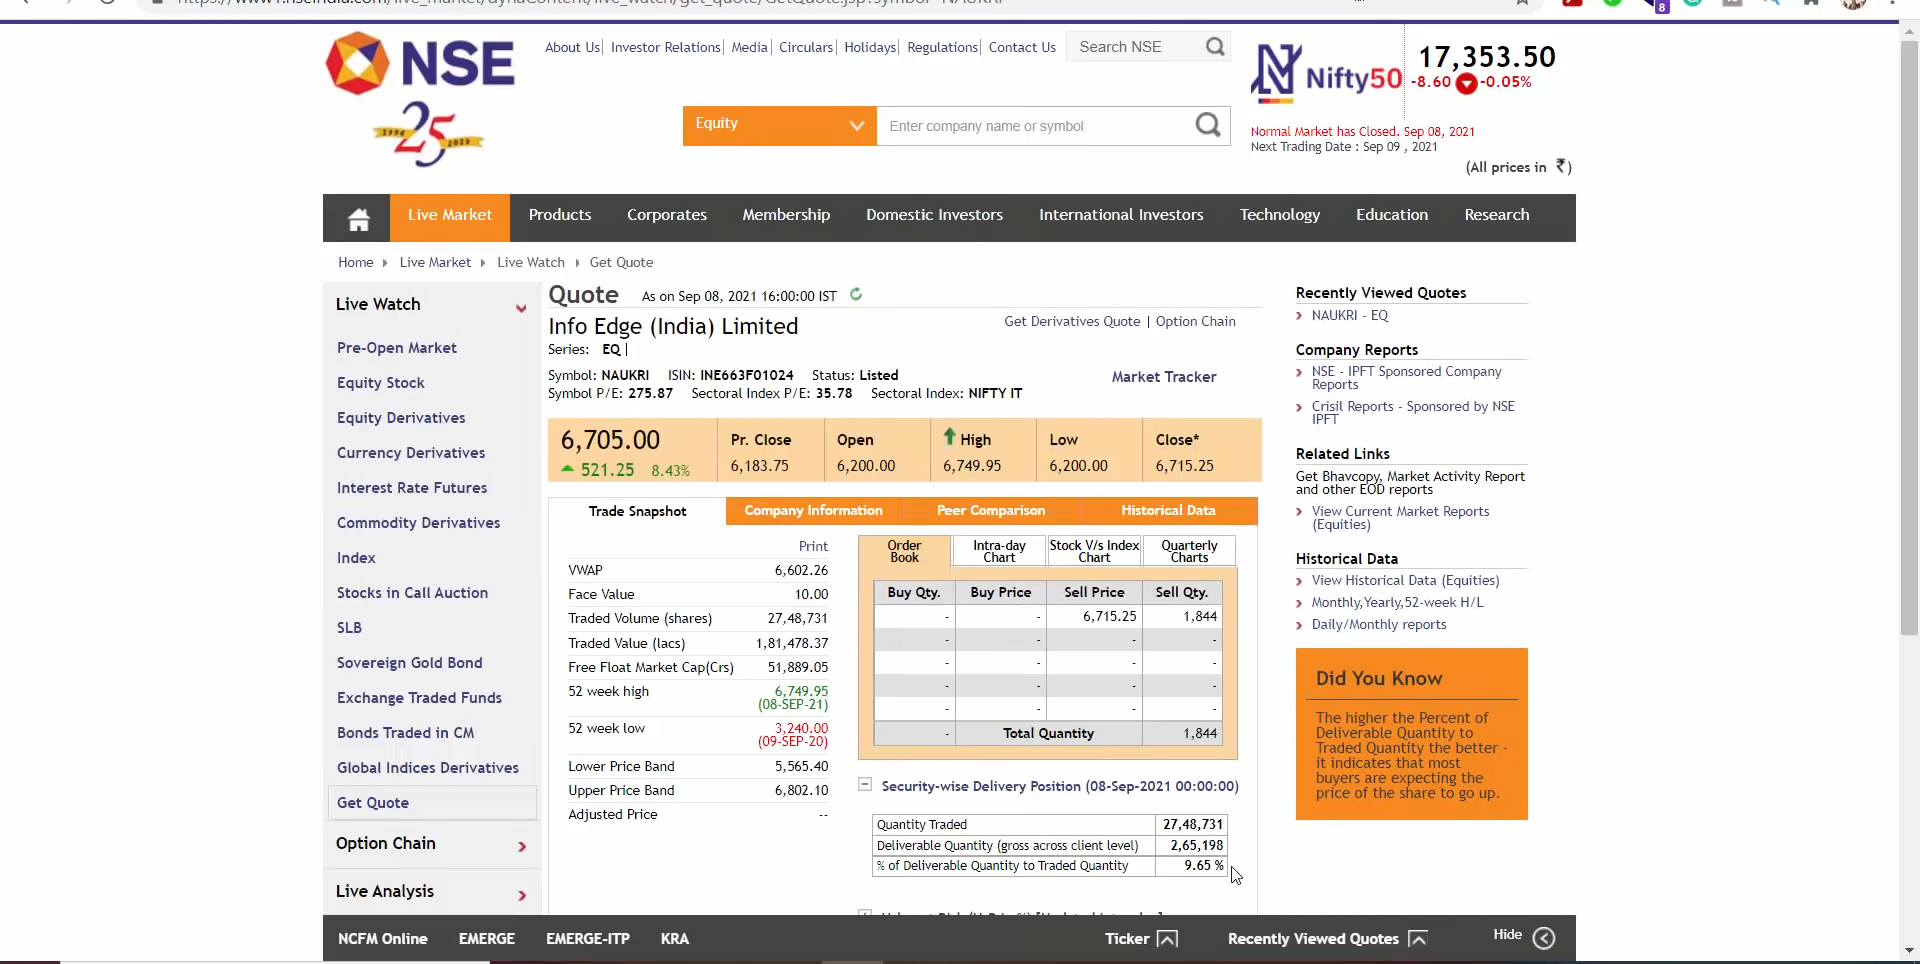 NSE
1994 25 2019
About Us| Investor Relations| Media| Circulars| Holidays| Regulations| Contact Us
Search NSE
Equity
Enter company name or symbol
Nifty50
17,353.50
-8.60 -0.05%
Normal Market has Closed. Sep 08, 2021
Next Trading Date : Sep 09 , 2021
(All prices in ₹)
Live Market Products Corporates Membership Domestic Investors International Investors Technology Education Research
Home Live Market Live Watch Get Quote
Live Watch
Pre-Open Market
Equity Stock
Equity Derivatives
Currency Derivatives
Interest Rate Futures
Commodity Derivatives
Index
Stocks in Call Auction
SLB
Sovereign Gold Bond
Exchange Traded Funds
Bonds Traded in CM
Global Indices Derivatives
Get Quote
Option Chain
Live Analysis
Quote As on Sep 08, 2021 16:00:00 IST
Info Edge (India) Limited
Get Derivatives Quote | Option Chain
Series: EQ |
Symbol: NAUKRI ISIN: INE663F01024 Status: Listed
Market Tracker
Symbol P/E: 275.87 Sectoral Index P/E: 35.78 Sectoral Index: NIFTY IT
6,705.00 Pr. Close Open High Low Close*
521.25 8.43% 6,183.75 6,200.00 6,749.95 6,200.00 6,715.25
Trade Snapshot Company Information Peer Comparison Historical Data
Print
VWAP 6,602.26
Face Value 10.00
Traded Volume (shares) 27,48,731
Traded Value (lacs) 1,81,478.37
Free Float Market Cap(Crs) 51,889.05
52 week high 6,749.95
(08-SEP-21)
52 week low 3,240.00
(09-SEP-20)
Lower Price Band 5,565.40
Upper Price Band 6,802.10
Adjusted Price --
Order Book Intra-day Chart Stock V/s Index Chart Quarterly Charts
Buy Qty. Buy Price Sell Price Sell Qty.
- - 6,715.25 1,844
- - - -
- - - -
- - - -
- - - -
- Total Quantity 1,844
Security-wise Delivery Position (08-Sep-2021 00:00:00)
Quantity Traded 27,48,731
Deliverable Quantity (gross across client level) 2,65,198
% of Deliverable Quantity to Traded Quantity 9.65 %
Recently Viewed Quotes
NAUKRI - EQ
Company Reports
NSE - IPFT Sponsored Company
Reports
Crisil Reports - Sponsored by NSE
IPFT
Related Links
Get Bhavcopy, Market Activity Report
and other EOD reports
View Current Market Reports
(Equities)
Historical Data
View Historical Data (Equities)
Monthly,Yearly,52-week H/L
Daily/Monthly reports
Did You Know
The higher the Percent of
Deliverable Quantity to
Traded Quantity the better -
it indicates that most
buyers are expecting the
price of the share to go up.
NCFM Online EMERGE EMERGE-ITP KRA Ticker Recently Viewed Quotes Hide
8